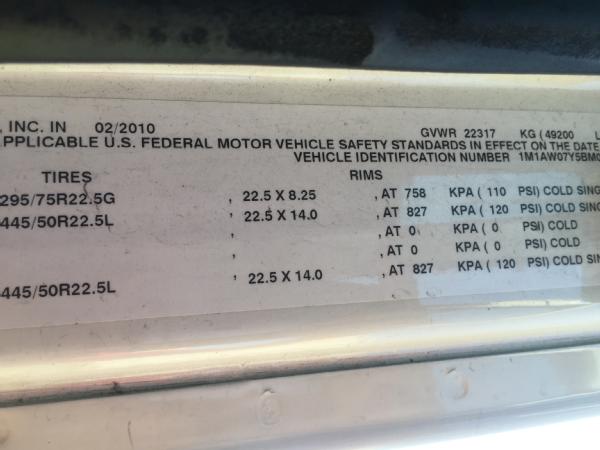 , INC. IN 02/2010 GVWR 22317 KG ( 49200 L
PPLICABLE U.S. FEDERAL MOTOR VEHICLE SAFETY STANDARDS IN EFFECT ON THE DATE
VEHICLE IDENTIFICATION NUMBER 1M1AW07Y5BM0
TIRES RIMS
295/75R22.5G , 22.5 X 8.25 , AT 758 KPA ( 110 PSI) COLD SING
445/50R22.5L , 22.5 X 14.0 , AT 827 KPA ( 120 PSI) COLD SING
, , AT 0 KPA ( 0 PSI) COLD
, , AT 0 KPA ( 0 PSI) COLD
445/50R22.5L , 22.5 X 14.0 , AT 827 KPA ( 120 PSI) COLD SING